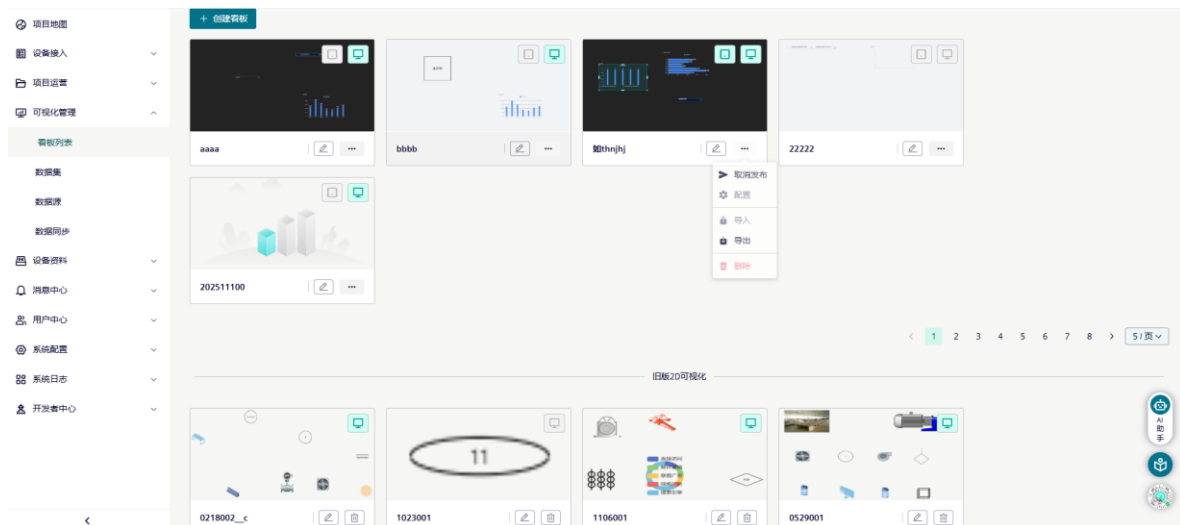 项目地图
设备接入
项目运营
可视化管理
看板列表
数据集
数据源
数据同步
设备资料
消息中心
用户中心
系统配置
系统日志
开发者中心
+ 创建看板
aaaa
bbbb
如thnjhj
22222
取消发布
配置
导入
导出
删除
202511100
1 2 3 4 5 6 7 8 5 / 页
旧版2D可视化
11
0218002__c
1023001
1106001
0529001
AI
助
手